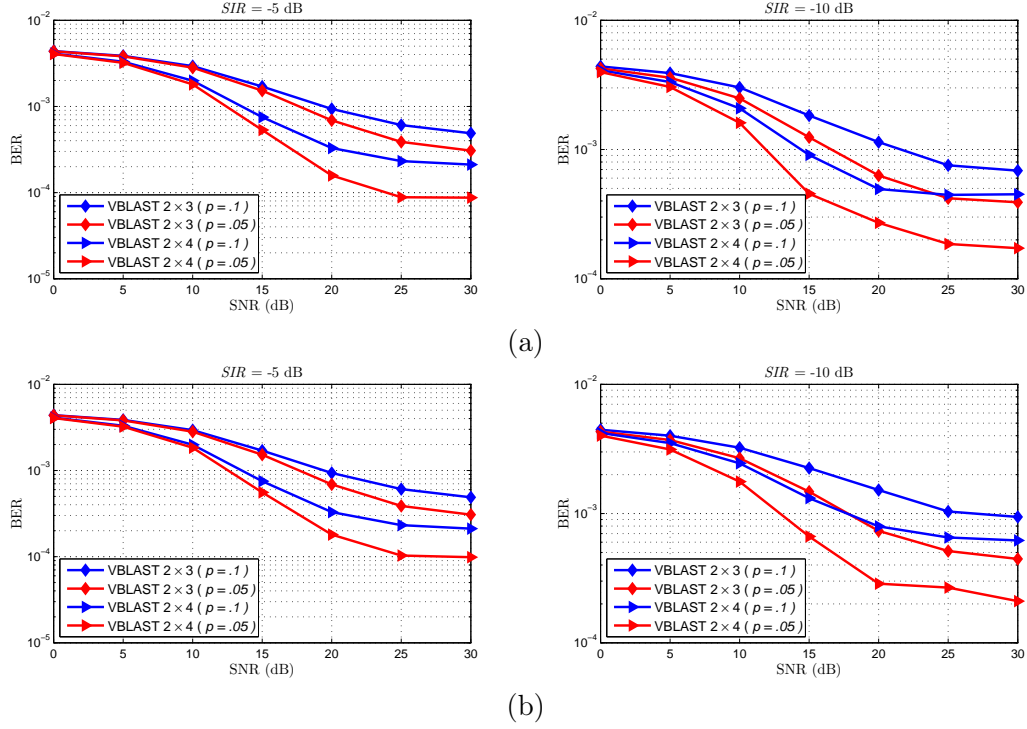 SIR = -5 dB
10⁻²
10⁻³
10⁻⁴
10⁻⁵
BER
0 5 10 15 20 25 30
SNR (dB)
VBLAST 2 × 3 ( p = .1 )
VBLAST 2 × 3 ( p = .05 )
VBLAST 2 × 4 ( p = .1 )
VBLAST 2 × 4 ( p = .05 )
SIR = -10 dB
10⁻²
10⁻³
10⁻⁴
BER
0 5 10 15 20 25 30
SNR (dB)
VBLAST 2 × 3 ( p = .1 )
VBLAST 2 × 3 ( p = .05 )
VBLAST 2 × 4 ( p = .1 )
VBLAST 2 × 4 ( p = .05 )
(a)
SIR = -5 dB
10⁻²
10⁻³
10⁻⁴
10⁻⁵
BER
0 5 10 15 20 25 30
SNR (dB)
VBLAST 2 × 3 ( p = .1 )
VBLAST 2 × 3 ( p = .05 )
VBLAST 2 × 4 ( p = .1 )
VBLAST 2 × 4 ( p = .05 )
SIR = -10 dB
10⁻²
10⁻³
10⁻⁴
BER
0 5 10 15 20 25 30
SNR (dB)
VBLAST 2 × 3 ( p = .1 )
VBLAST 2 × 3 ( p = .05 )
VBLAST 2 × 4 ( p = .1 )
VBLAST 2 × 4 ( p = .05 )
(b)